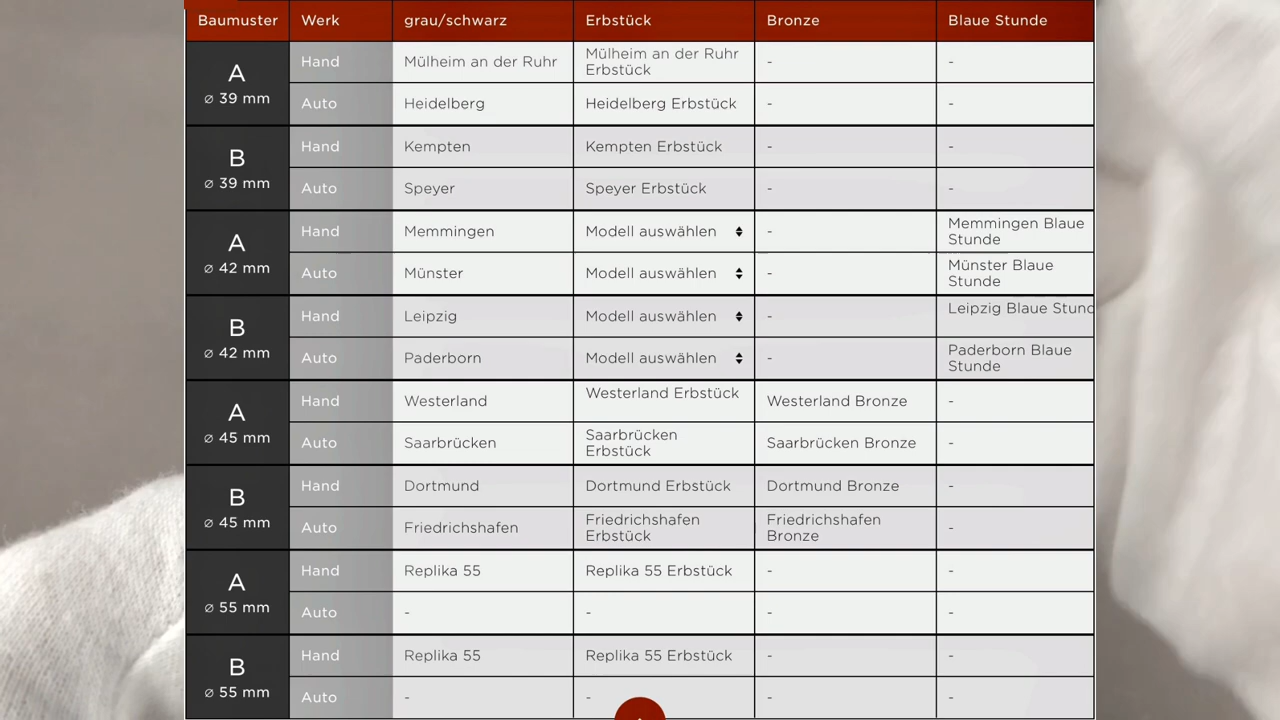 Baumuster Werk grau/schwarz Erbstück Bronze Blaue Stunde
A
⌀ 39 mm
Hand Mülheim an der Ruhr Mülheim an der Ruhr
Erbstück - -
Auto Heidelberg Heidelberg Erbstück - -
B
⌀ 39 mm
Hand Kempten Kempten Erbstück - -
Auto Speyer Speyer Erbstück - -
A
⌀ 42 mm
Hand Memmingen Modell auswählen - Memmingen Blaue
Stunde
Auto Münster Modell auswählen - Münster Blaue
Stunde
B
⌀ 42 mm
Hand Leipzig Modell auswählen - Leipzig Blaue Stund
Auto Paderborn Modell auswählen - Paderborn Blaue
Stunde
A
⌀ 45 mm
Hand Westerland Westerland Erbstück Westerland Bronze -
Auto Saarbrücken Saarbrücken
Erbstück Saarbrücken Bronze -
B
⌀ 45 mm
Hand Dortmund Dortmund Erbstück Dortmund Bronze -
Auto Friedrichshafen Friedrichshafen
Erbstück Friedrichshafen
Bronze -
A
⌀ 55 mm
Hand Replika 55 Replika 55 Erbstück - -
Auto - - - -
B
⌀ 55 mm
Hand Replika 55 Replika 55 Erbstück - -
Auto - - - -